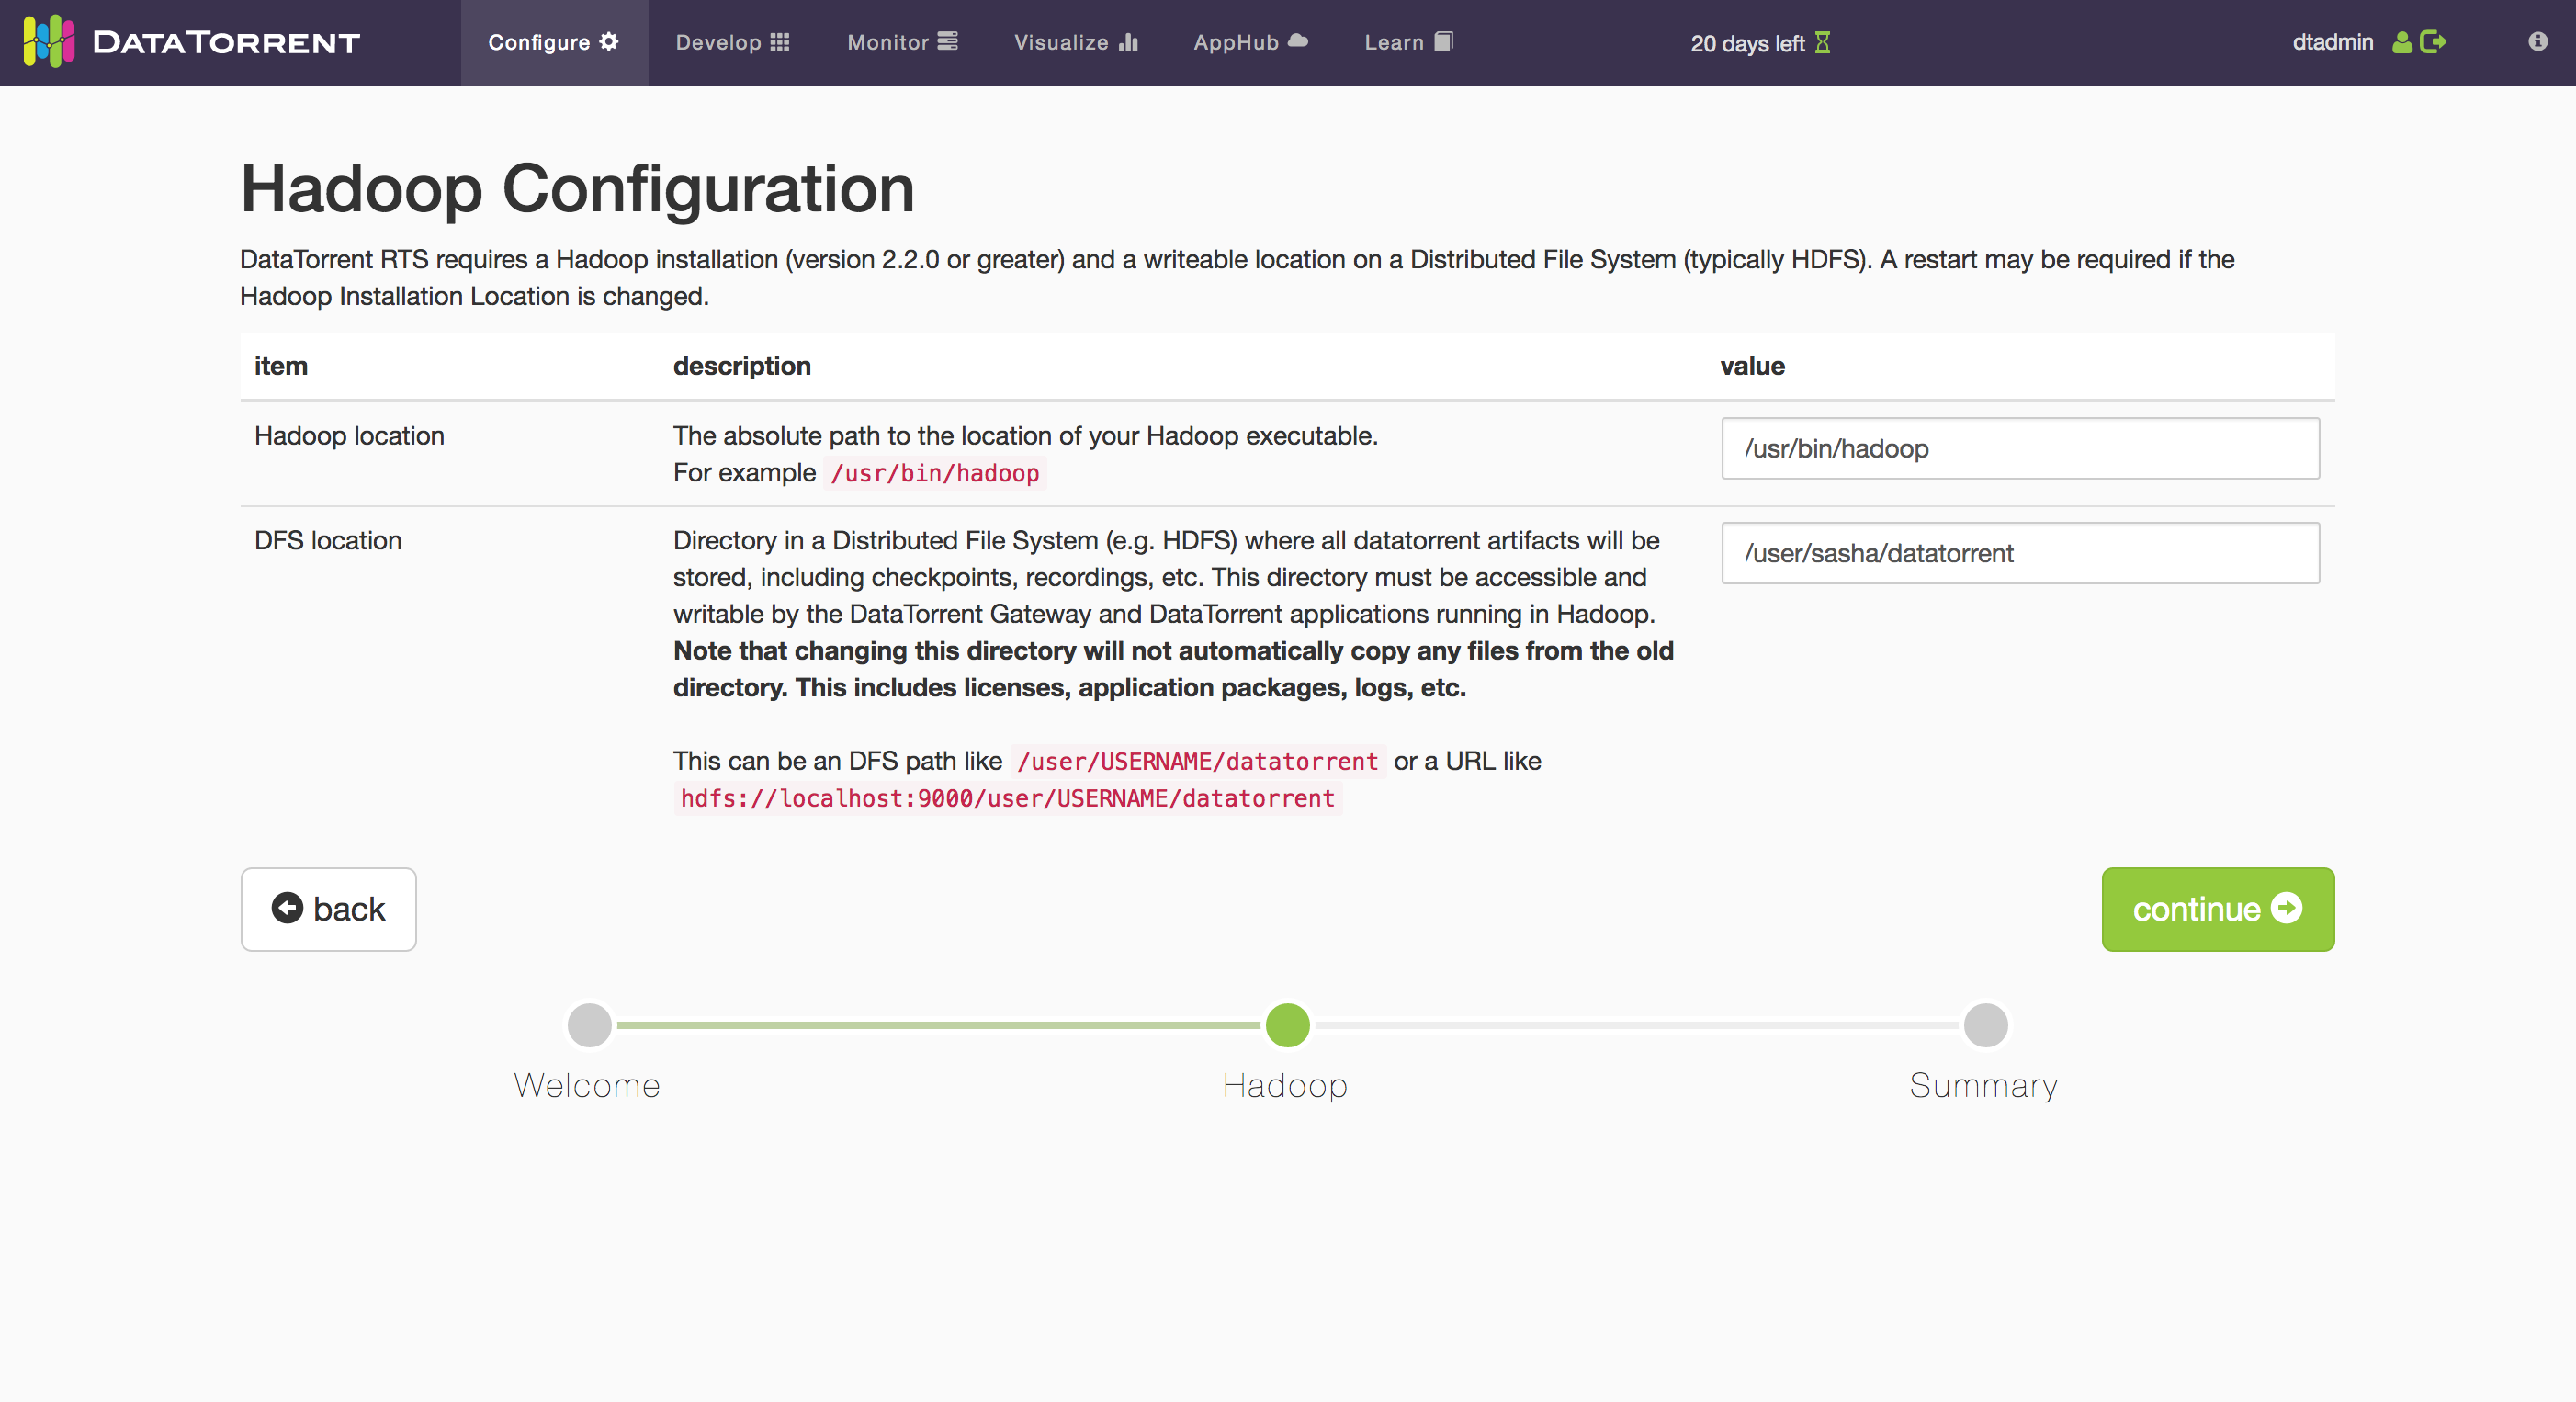 DATATORRENT
Configure
Develop
Monitor
Visualize
AppHub
Learn
20 days left
dtadmin
Hadoop Configuration
DataTorrent RTS requires a Hadoop installation (version 2.2.0 or greater) and a writeable location on a Distributed File System (typically HDFS). A restart may be required if the
Hadoop Installation Location is changed.
item description value
Hadoop location
The absolute path to the location of your Hadoop executable.
For example /usr/bin/hadoop
/usr/bin/hadoop
DFS location
Directory in a Distributed File System (e.g. HDFS) where all datatorrent artifacts will be
stored, including checkpoints, recordings, etc. This directory must be accessible and
writable by the DataTorrent Gateway and DataTorrent applications running in Hadoop.
Note that changing this directory will not automatically copy any files from the old
directory. This includes licenses, application packages, logs, etc.
This can be an DFS path like /user/USERNAME/datatorrent or a URL like
hdfs://localhost:9000/user/USERNAME/datatorrent
/user/sasha/datatorrent
back
continue
Welcome
Hadoop
Summary